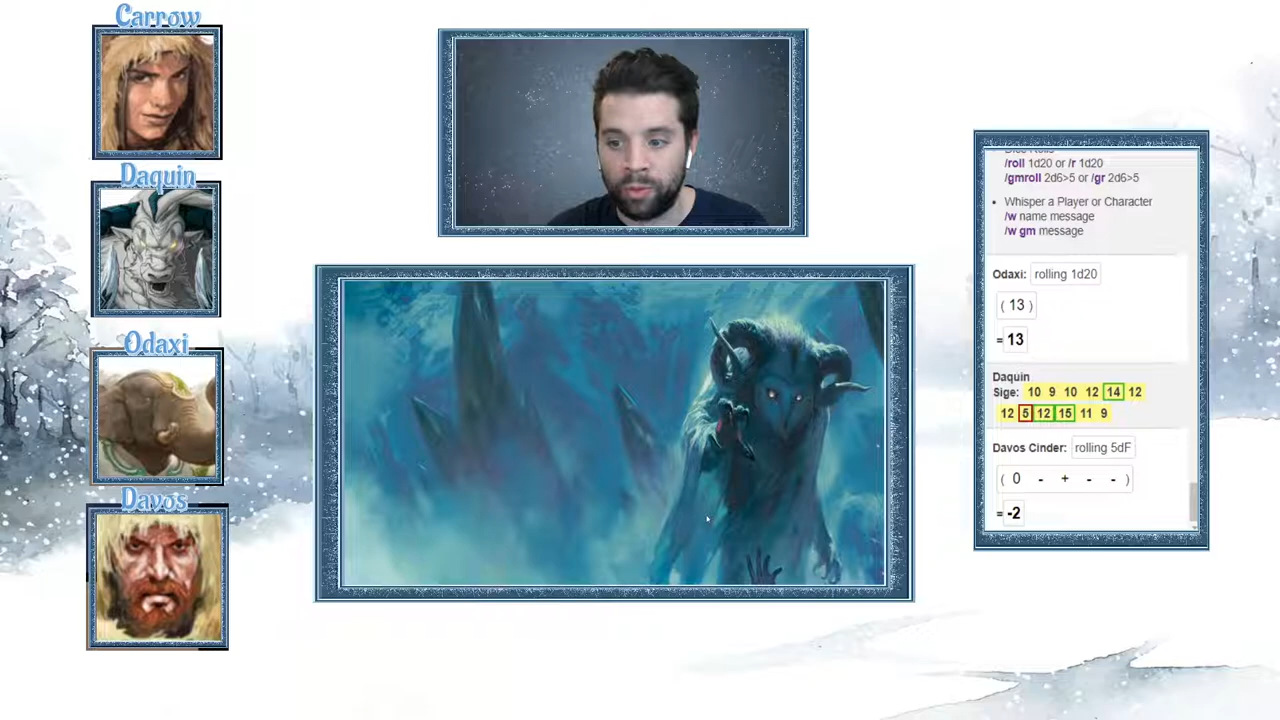 Carrow
Daquin
Odaxi
Davos
Dice Rolls
/roll 1d20 or /r 1d20
/gmroll 2d6>5 or /gr 2d6>5
• Whisper a Player or Character
/w name message
/w gm message
Odaxi: rolling 1d20
( 13 )
= 13
Daquin
Sige: 10 9 10 12 14 12
12 5 12 15 11 9
Davos Cinder: rolling 5dF
( 0 - + - - )
= -2